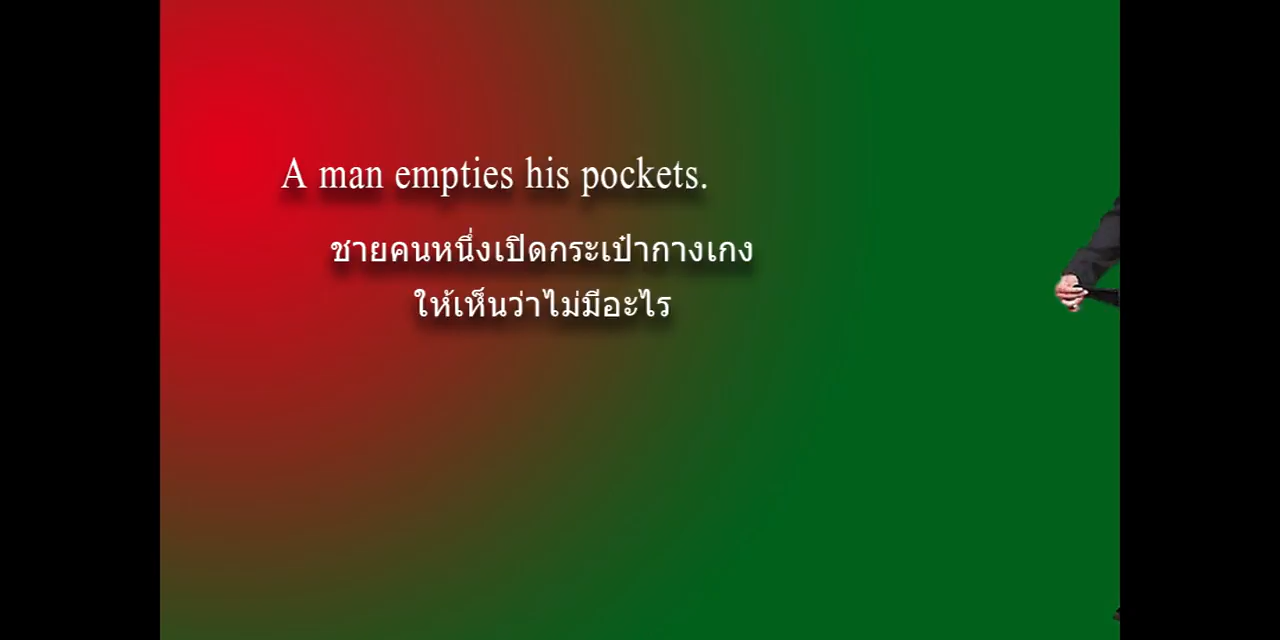 A man empties his pockets.
ชายคนหนึ่งเปิดกระเป๋ากางเกง
ให้เห็นว่าไม่มีอะไร